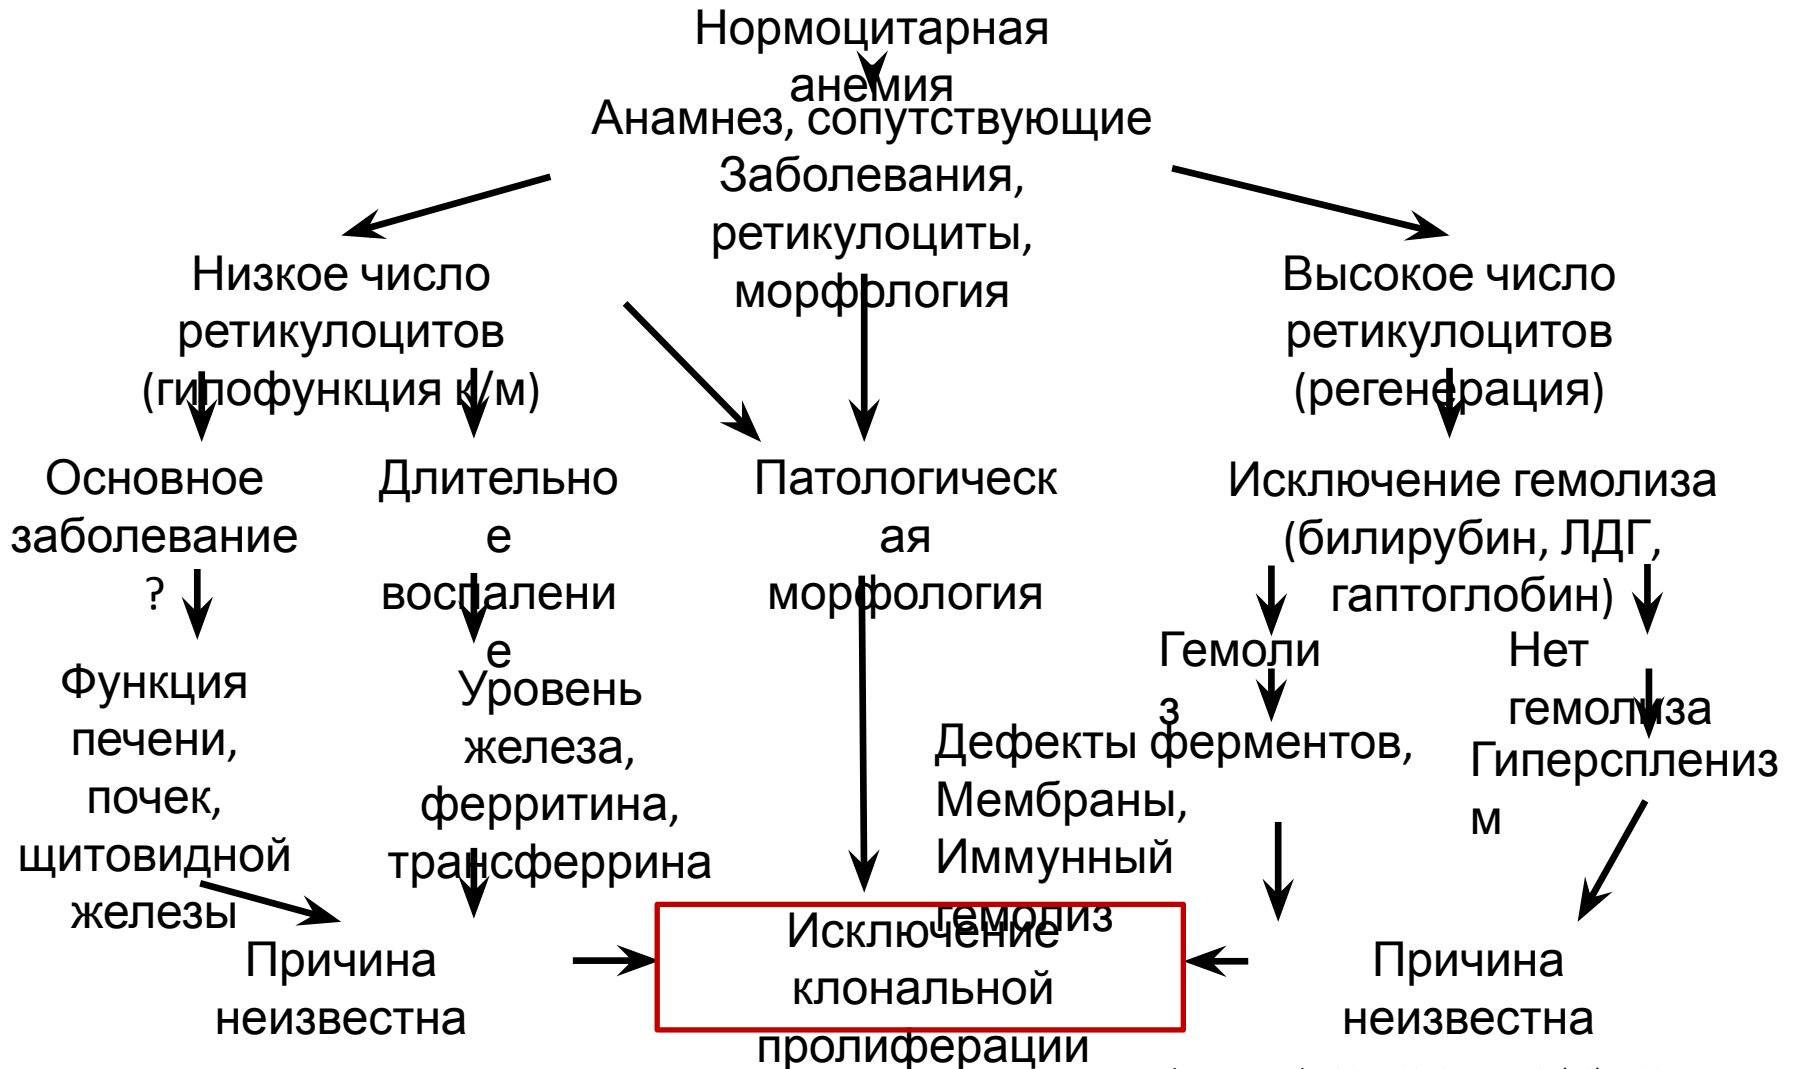 Нормоцитарная
анемия
Анамнез, сопутствующие
Заболевания,
ретикулоциты,
морфология
Низкое число
ретикулоцитов
(гипофункция к/м)
Высокое число
ретикулоцитов
(регенерация)
Основное
заболевание
?
Длительно
е
воспалени
е
Патологическ
ая
морфология
Исключение гемолиза
(билирубин, ЛДГ,
гаптоглобин)
Гемоли
з
Нет
гемолиза
Функция
печени,
почек,
щитовидной
железы
Уровень
железа,
ферритина,
трансферрина
Дефекты ферментов,
Мембраны,
Иммунный
гемолиз
Гиперсплениз
м
Причина
неизвестна
Исключение
клональной
пролиферации
Причина
неизвестна